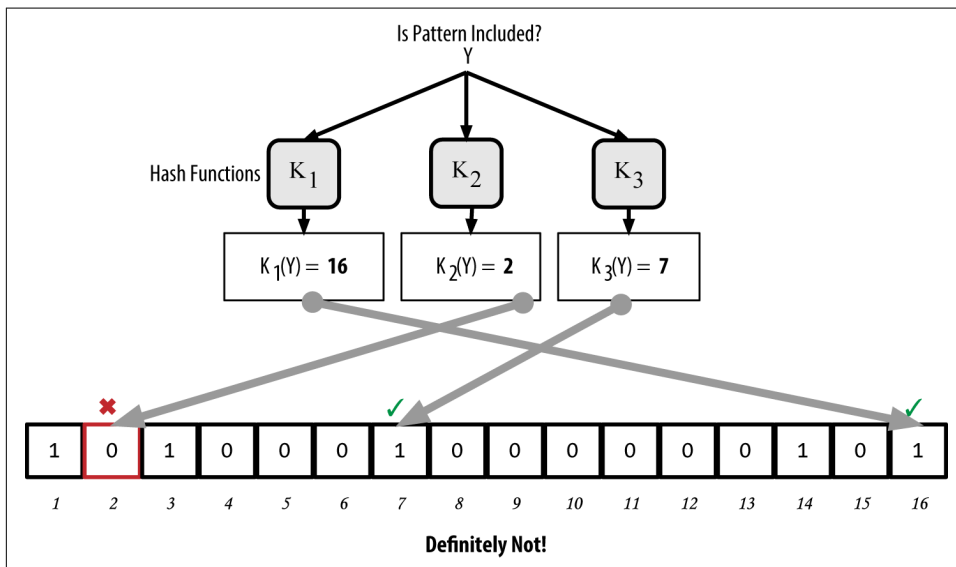 Is Pattern Included?
Y
Hash Functions K1 K2 K3
K1(Y) = 16 K2(Y) = 2 K3(Y) = 7
✖ ✓ ✓
1 0 1 0 0 0 1 0 0 0 0 0 0 1 0 1
1 2 3 4 5 6 7 8 9 10 11 12 13 14 15 16
Definitely Not!